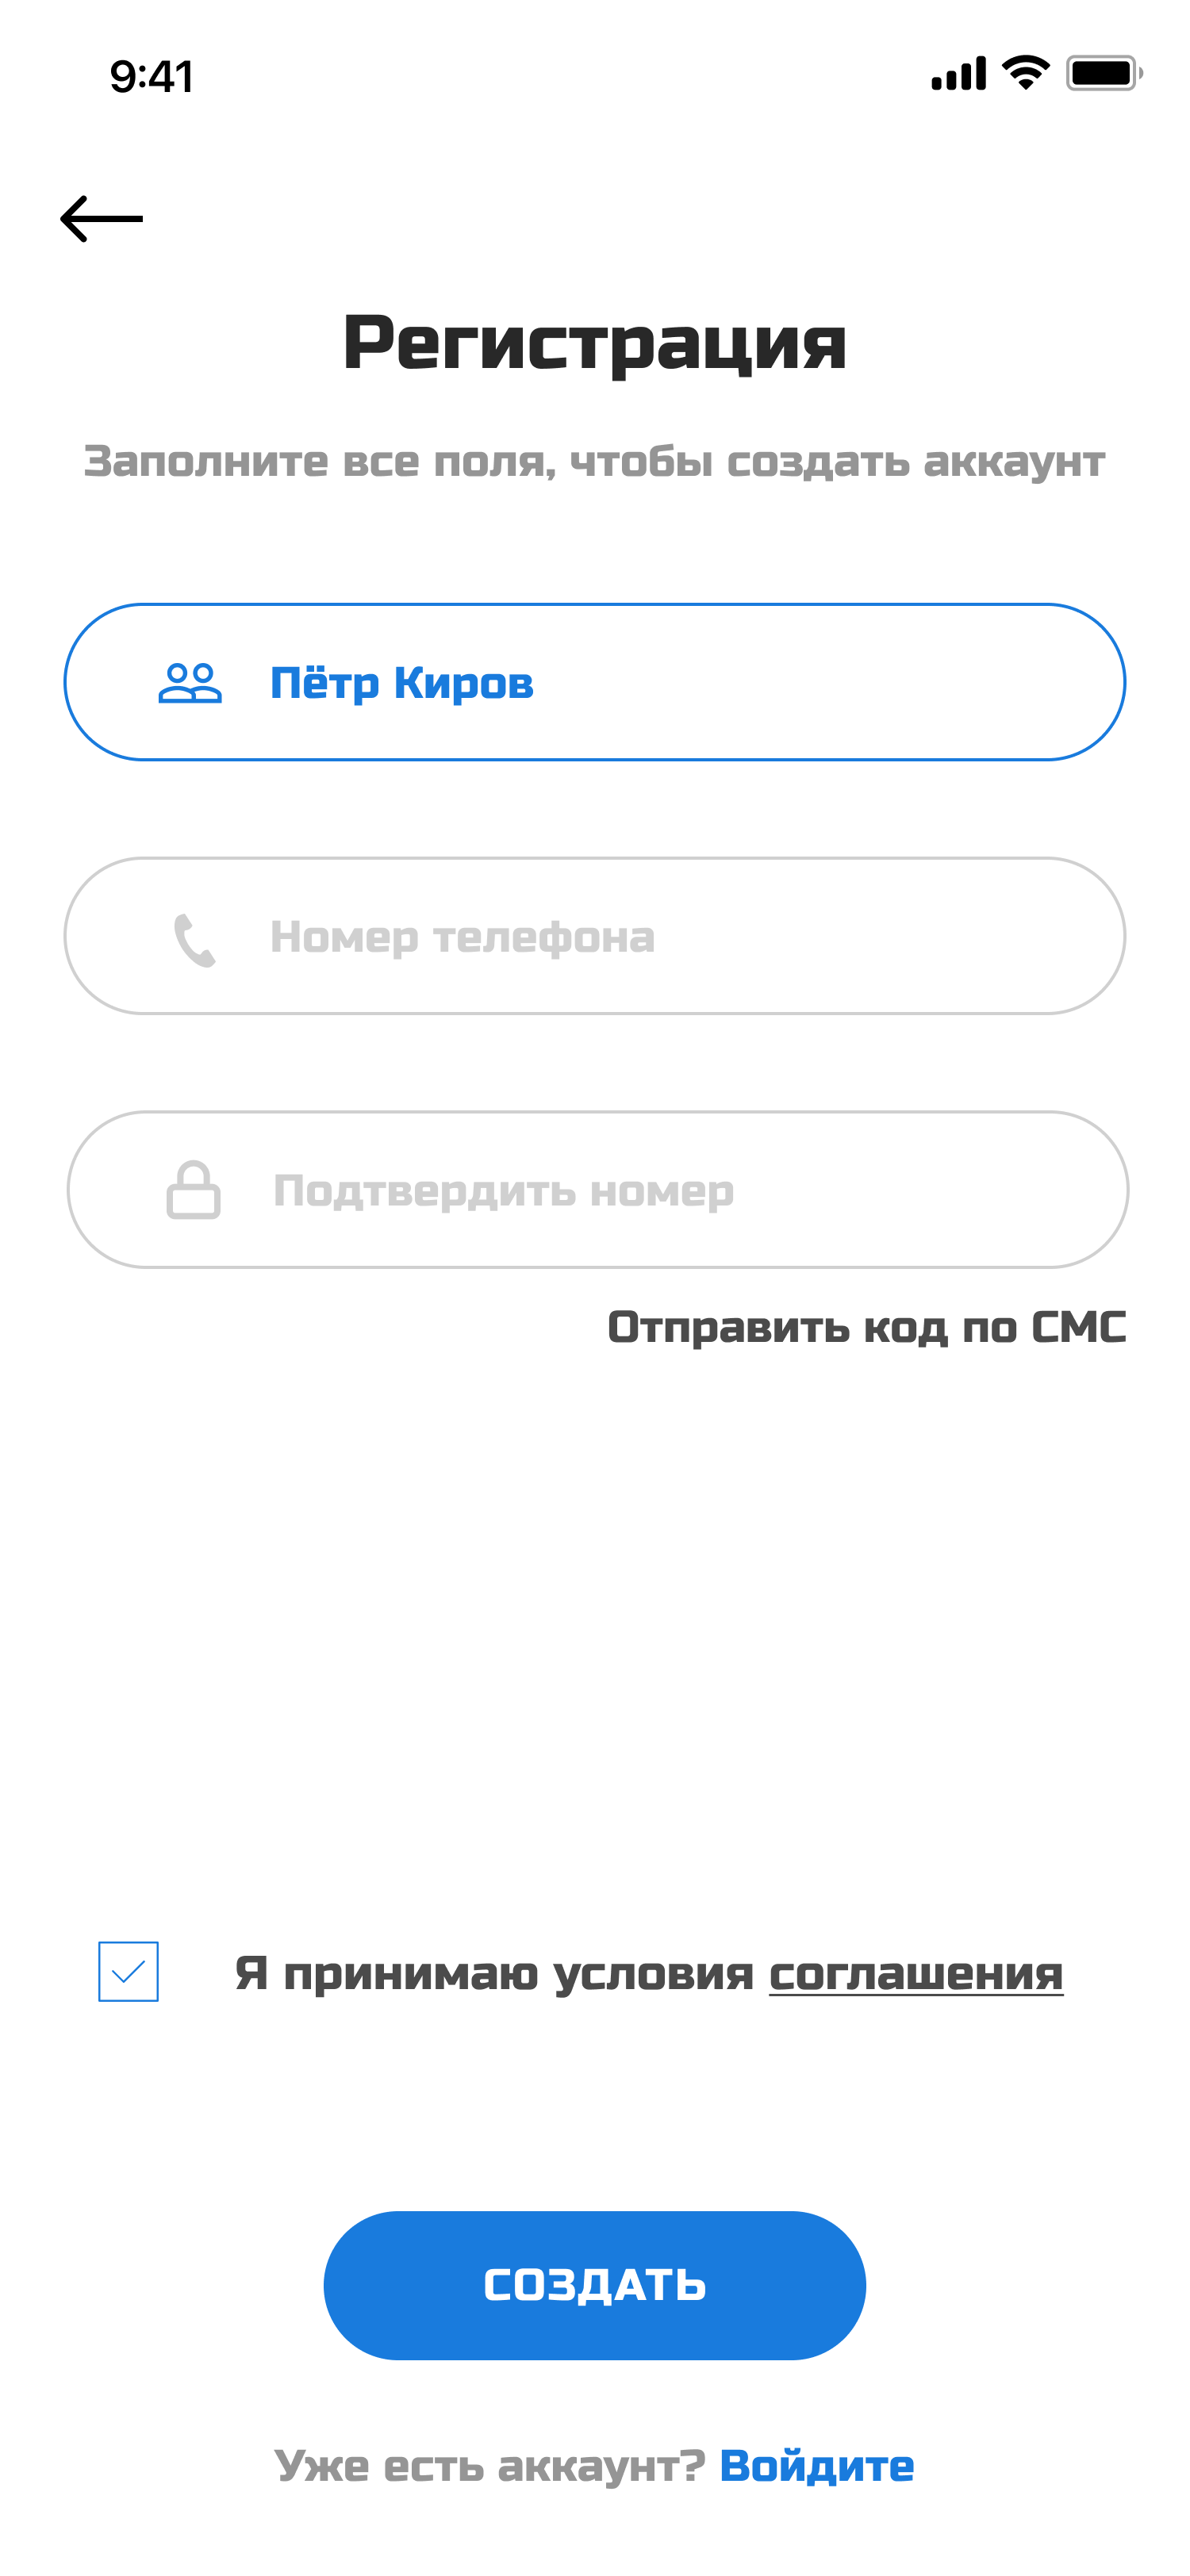 9:41
Регистрация
Заполните все поля, чтобы создать аккаунт
Пётр Киров
Номер телефона
Подтвердить номер
Отправить код по СМС
Я принимаю условия соглашения
СОЗДАТЬ
Уже есть аккаунт? Войдите